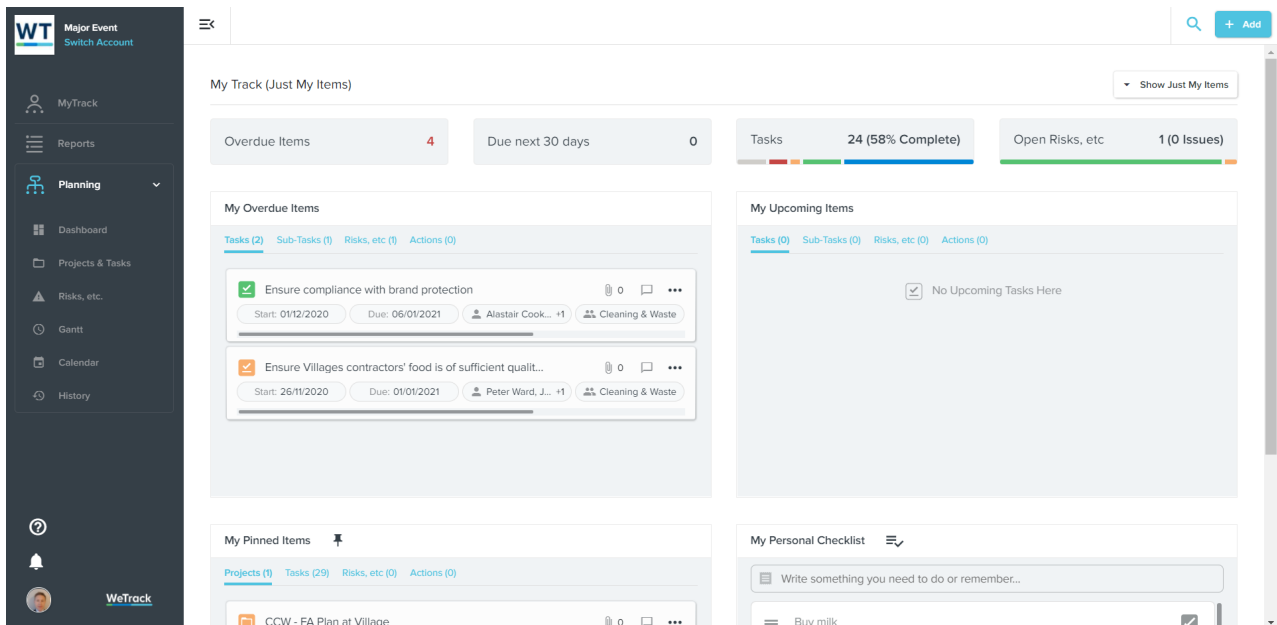 WT
Major Event
Switch Account
MyTrack
Reports
Planning
Dashboard
Projects & Tasks
Risks, etc.
Gantt
Calendar
History
WeTrack
+ Add
My Track (Just My Items)
Show Just My Items
Overdue Items 4
Due next 30 days 0
Tasks 24 (58% Complete)
Open Risks, etc 1 (0 Issues)
My Overdue Items
Tasks (2) Sub-Tasks (1) Risks, etc (1) Actions (0)
Ensure compliance with brand protection 0
Start: 01/12/2020 Due: 06/01/2021 Alastair Cook... +1 Cleaning & Waste
Ensure Villages contractors' food is of sufficient qualit... 0
Start: 26/11/2020 Due: 01/01/2021 Peter Ward, J... +1 Cleaning & Waste
My Upcoming Items
Tasks (0) Sub-Tasks (0) Risks, etc (0) Actions (0)
No Upcoming Tasks Here
My Pinned Items
Projects (1) Tasks (29) Risks, etc (0) Actions (0)
CCW - FA Plan at Village 0
My Personal Checklist
Write something you need to do or remember...
Buy milk